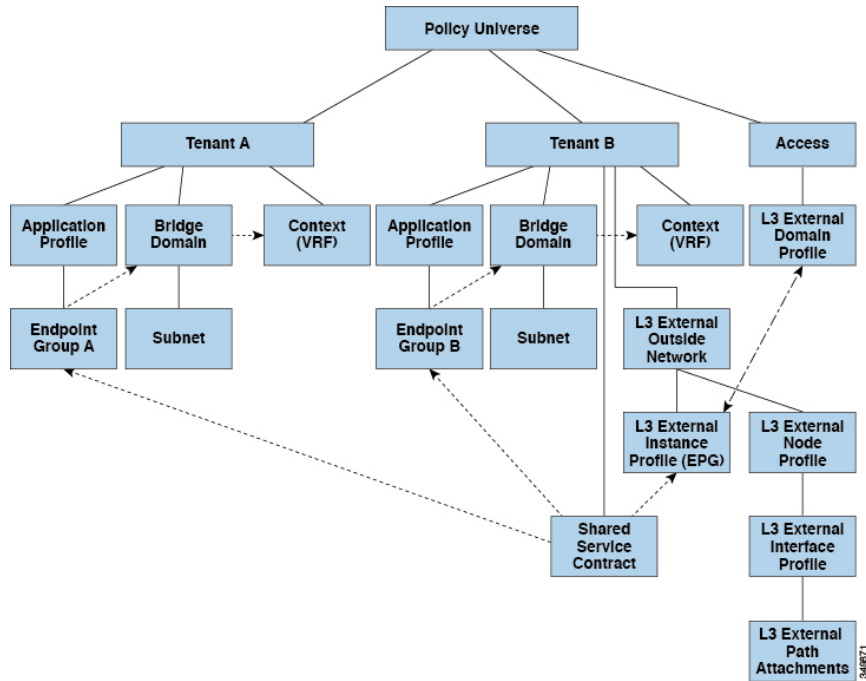 Policy Universe
Tenant A
Tenant B
Access
Application
Profile
Bridge
Domain
Context
(VRF)
Application
Profile
Bridge
Domain
Context
(VRF)
L3 External
Domain
Profile
Endpoint
Group A
Subnet
Endpoint
Group B
Subnet
L3 External
Outside
Network
L3 External
Instance
Profile (EPG)
L3 External
Node
Profile
Shared
Service
Contract
L3 External
Interface
Profile
L3 External
Path
Attachments
349871